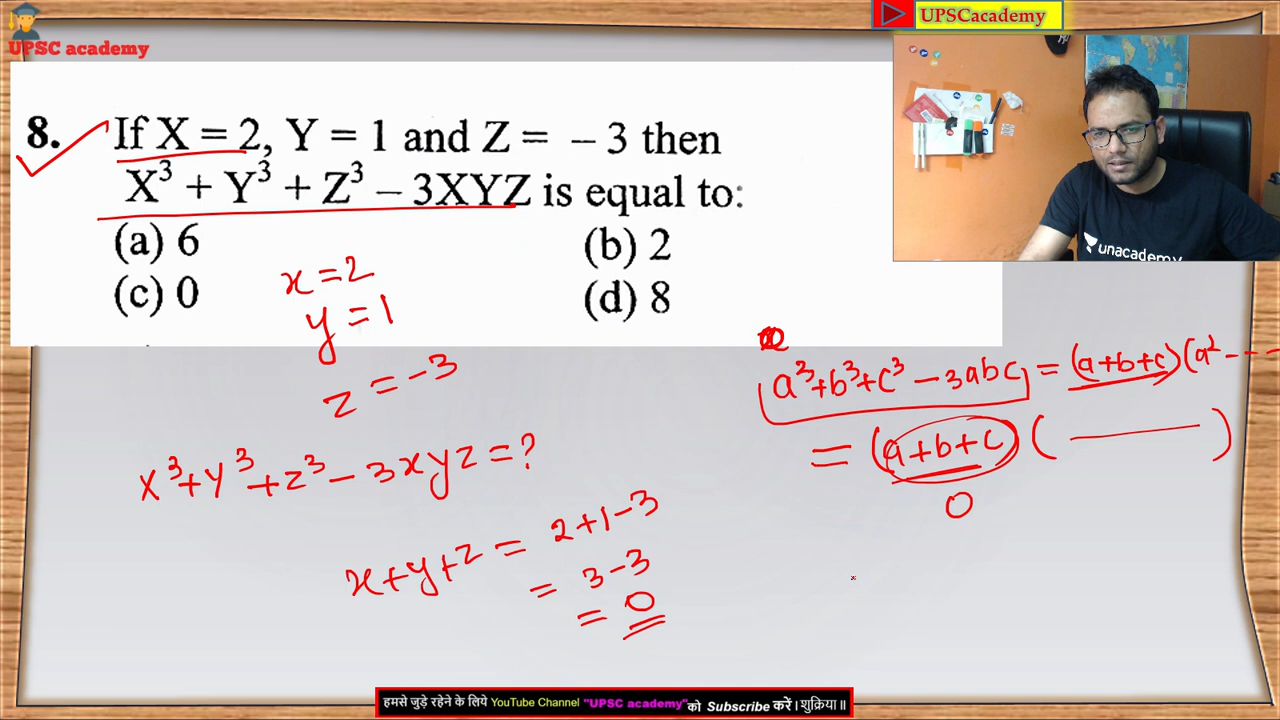 UPSC academy
UPSCacademy
8. If X = 2, Y = 1 and Z = – 3 then
X³ + Y³ + Z³ – 3XYZ is equal to:
(a) 6 (b) 2
(c) 0 (d) 8
unacademy
x = 2
y = 1
z = -3
a³+b³+c³ - 3abc = (a+b+c)(a² - - -
= (a+b+c) ( ——— )
0
x³+y³+z³ - 3xyz = ?
x+y+z = 2+1-3
= 3-3
= 0
हमसे जुड़े रहेने के लिये YouTube Channel "UPSC academy"को Subscribe करें।शुक्रिया॥